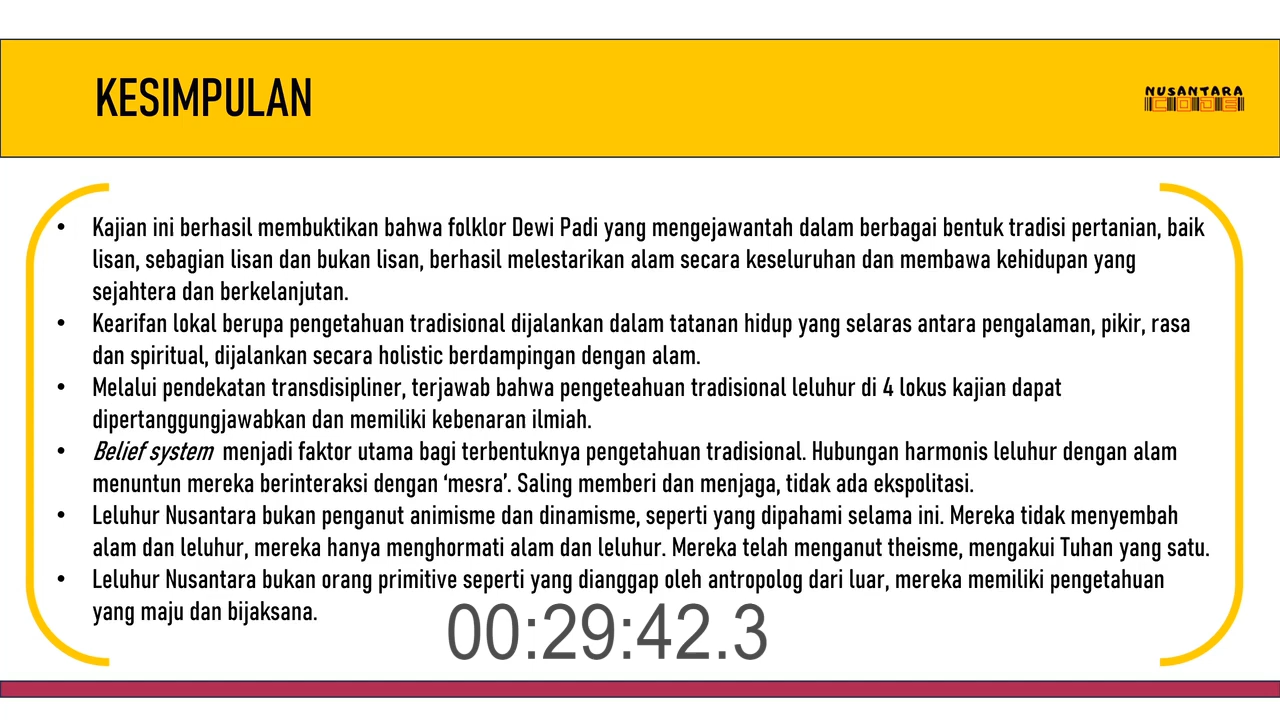 KESIMPULAN
NUSANTARA
CODE
• Kajian ini berhasil membuktikan bahwa folklor Dewi Padi yang mengejawantah dalam berbagai bentuk tradisi pertanian, baik
lisan, sebagian lisan dan bukan lisan, berhasil melestarikan alam secara keseluruhan dan membawa kehidupan yang
sejahtera dan berkelanjutan.
• Kearifan lokal berupa pengetahuan tradisional dijalankan dalam tatanan hidup yang selaras antara pengalaman, pikir, rasa
dan spiritual, dijalankan secara holistic berdampingan dengan alam.
• Melalui pendekatan transdisipliner, terjawab bahwa pengeteahuan tradisional leluhur di 4 lokus kajian dapat
dipertanggungjawabkan dan memiliki kebenaran ilmiah.
• Belief system menjadi faktor utama bagi terbentuknya pengetahuan tradisional. Hubungan harmonis leluhur dengan alam
menuntun mereka berinteraksi dengan ‘mesra’. Saling memberi dan menjaga, tidak ada ekspolitasi.
• Leluhur Nusantara bukan penganut animisme dan dinamisme, seperti yang dipahami selama ini. Mereka tidak menyembah
alam dan leluhur, mereka hanya menghormati alam dan leluhur. Mereka telah menganut theisme, mengakui Tuhan yang satu.
• Leluhur Nusantara bukan orang primitive seperti yang dianggap oleh antropolog dari luar, mereka memiliki pengetahuan
yang maju dan bijaksana.
00:29:42.3